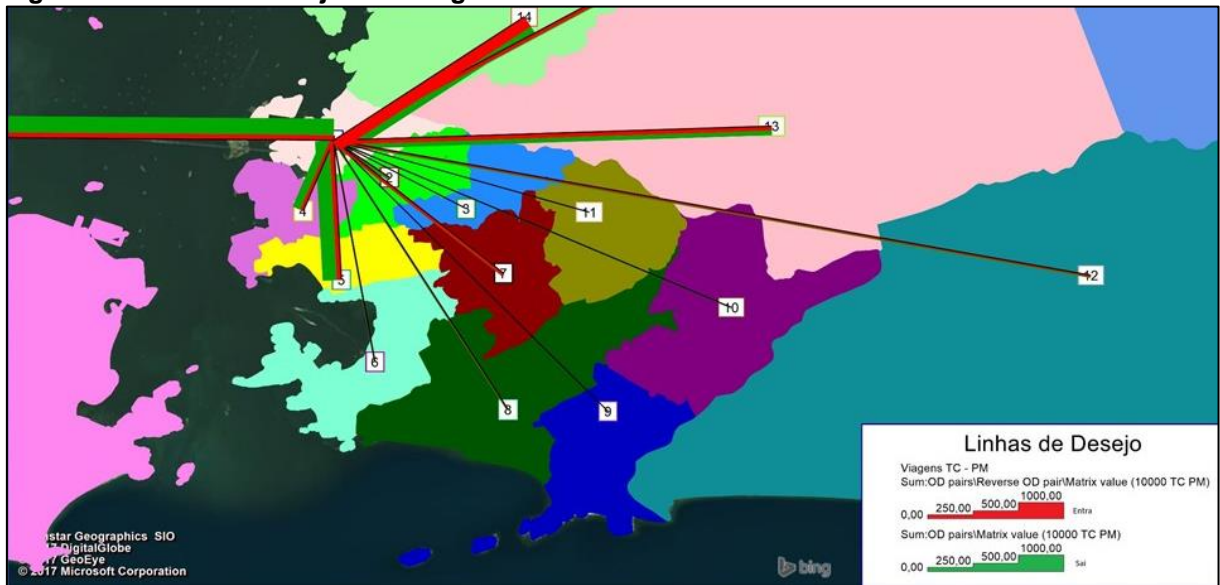 14
13
2
3
4
11
5
7
12
10
6
8
9
Linhas de Desejo
Viagens TC - PM
Sum:OD pairs\Reverse OD pair\Matrix value (10000 TC PM)
0,00 250,00 500,00 1000,00 Entra
Sum:OD pairs\Matrix value (10000 TC PM)
0,00 250,00 500,00 1000,00 Sai
star Geographics SIO
DigitalGlobe
GeoEye
© 2017 Microsoft Corporation
bing